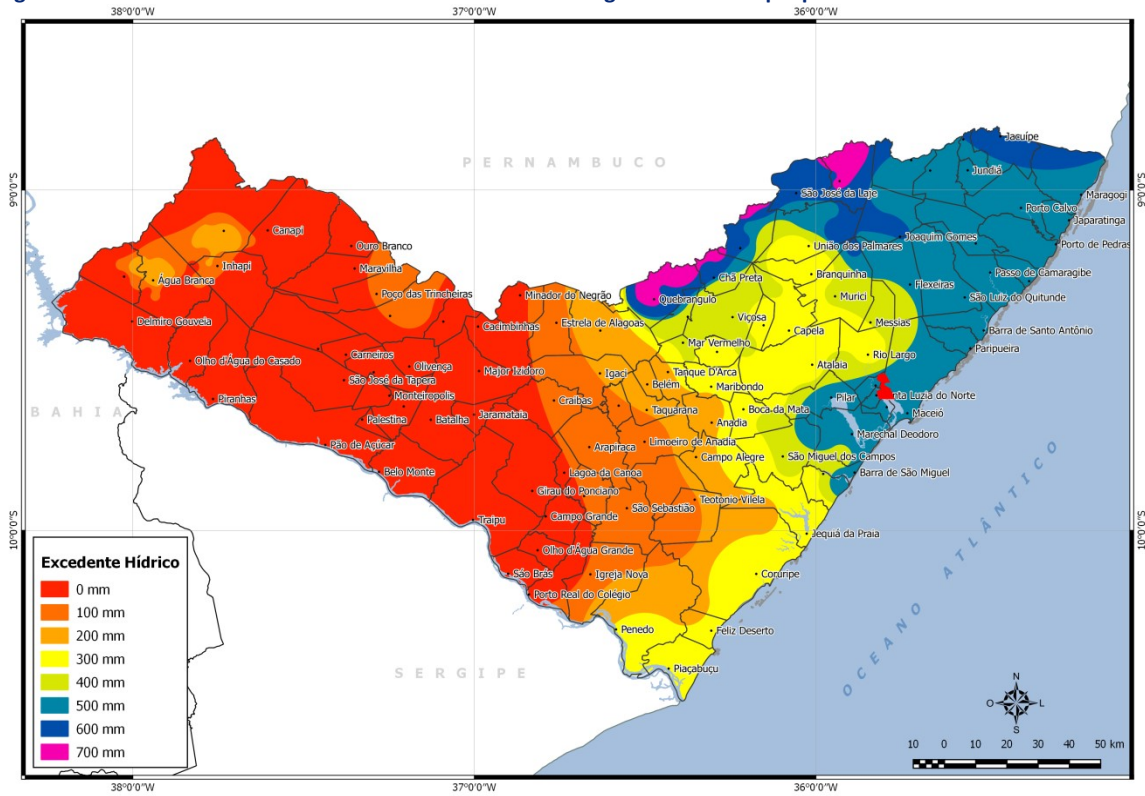 38°0'0"W 37°0'0"W 36°0'0"W
PERNAMBUCO
Jacuípe
9°0'0"S
Jundiá
9°0'0"S
São José da Laje
Maragogi
Porto Calvo
Japaratinga
Canapi
Joaquim Gomes
Porto de Pedras
Ouro Branco
União dos Palmares
Inhapi
Maravilha
Água Branca
Chã Preta
Branquinha
Passo de Camaragibe
Flexeiras
Poço das Trincheiras
Minador do Negrão
Quebrangulo
Murici
São Luiz do Quitunde
Delmiro Gouveia
Cacimbinhas
Estrela de Alagoas
Viçosa
Capela
Messias
Barra de Santo Antônio
Mar Vermelho
Paripueira
Olho d'Água do Casado
Carneiros
Olivença
Major Izidoro
Igaci
Tanque D'Arca
Atalaia
Rio Largo
São José da Tapera
Belém
Maribondo
Piranhas
Monteiropolis
Craíbas
Taquarana
Pilar
nta Luzia do Norte
BAHIA
Palestina
Batalha
Jaramataia
Anadia
Boca da Mata
Maceió
Pão de Açúcar
Arapiraca
Limoeiro de Anadia
Marechal Deodoro
Belo Monte
Lagoa da Canoa
Campo Alegre
São Miguel dos Campos
Barra de São Miguel
Girau do Ponciano
Teotônio Vilela
Traipu
Campo Grande
São Sebastião
10°0'0"S
Jequiá da Praia
10°0'0"S
Olho d'Água Grande
São Brás
Igreja Nova
Coruripe
Porto Real do Colégio
Penedo
Feliz Deserto
Piaçabuçu
SERGIPE
OCEANO ATLÂNTICO
Excedente Hídrico
0 mm
100 mm
200 mm
300 mm
400 mm
500 mm
600 mm
700 mm
N
O L
S
10 0 10 20 30 40 50 km
38°0'0"W 37°0'0"W 36°0'0"W